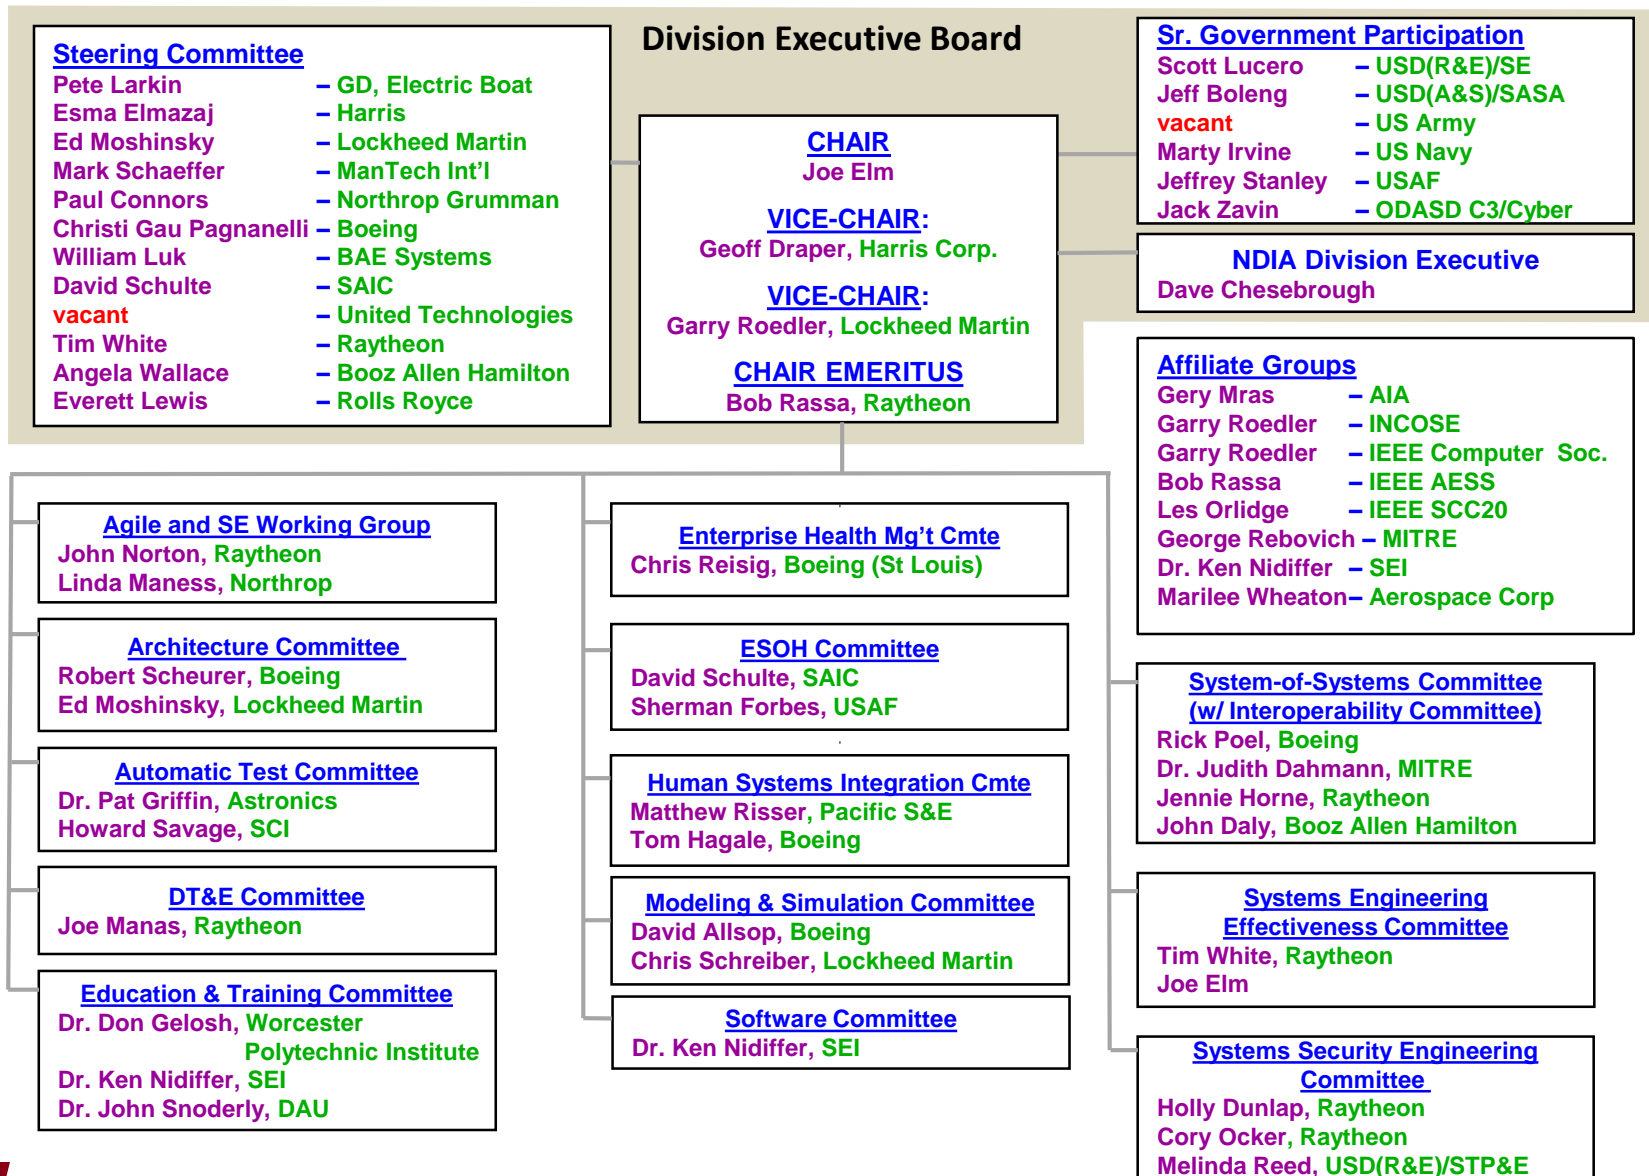 Division Executive Board
Steering Committee
Pete Larkin – GD, Electric Boat
Esma Elmazaj – Harris
Ed Moshinsky – Lockheed Martin
Mark Schaeffer – ManTech Int’l
Paul Connors – Northrop Grumman
Christi Gau Pagnanelli – Boeing
William Luk – BAE Systems
David Schulte – SAIC
vacant – United Technologies
Tim White – Raytheon
Angela Wallace – Booz Allen Hamilton
Everett Lewis – Rolls Royce
CHAIR
Joe Elm
VICE-CHAIR:
Geoff Draper, Harris Corp.
VICE-CHAIR:
Garry Roedler, Lockheed Martin
CHAIR EMERITUS
Bob Rassa, Raytheon
Sr. Government Participation
Scott Lucero – USD(R&E)/SE
Jeff Boleng – USD(A&S)/SASA
vacant – US Army
Marty Irvine – US Navy
Jeffrey Stanley – USAF
Jack Zavin – ODASD C3/Cyber
NDIA Division Executive
Dave Chesebrough
Affiliate Groups
Gery Mras – AIA
Garry Roedler – INCOSE
Garry Roedler – IEEE Computer Soc.
Bob Rassa – IEEE AESS
Les Orlidge – IEEE SCC20
George Rebovich – MITRE
Dr. Ken Nidiffer – SEI
Marilee Wheaton – Aerospace Corp
Agile and SE Working Group
John Norton, Raytheon
Linda Maness, Northrop
Architecture Committee
Robert Scheurer, Boeing
Ed Moshinsky, Lockheed Martin
Automatic Test Committee
Dr. Pat Griffin, Astronics
Howard Savage, SCI
DT&E Committee
Joe Manas, Raytheon
Education & Training Committee
Dr. Don Gelosh, Worcester
Polytechnic Institute
Dr. Ken Nidiffer, SEI
Dr. John Snoderly, DAU
Enterprise Health Mg’t Cmte
Chris Reisig, Boeing (St Louis)
ESOH Committee
David Schulte, SAIC
Sherman Forbes, USAF
Human Systems Integration Cmte
Matthew Risser, Pacific S&E
Tom Hagale, Boeing
Modeling & Simulation Committee
David Allsop, Boeing
Chris Schreiber, Lockheed Martin
Software Committee
Dr. Ken Nidiffer, SEI
System-of-Systems Committee
(w/ Interoperability Committee)
Rick Poel, Boeing
Dr. Judith Dahmann, MITRE
Jennie Horne, Raytheon
John Daly, Booz Allen Hamilton
Systems Engineering
Effectiveness Committee
Tim White, Raytheon
Joe Elm
Systems Security Engineering
Committee
Holly Dunlap, Raytheon
Cory Ocker, Raytheon
Melinda Reed, USD(R&E)/STP&E